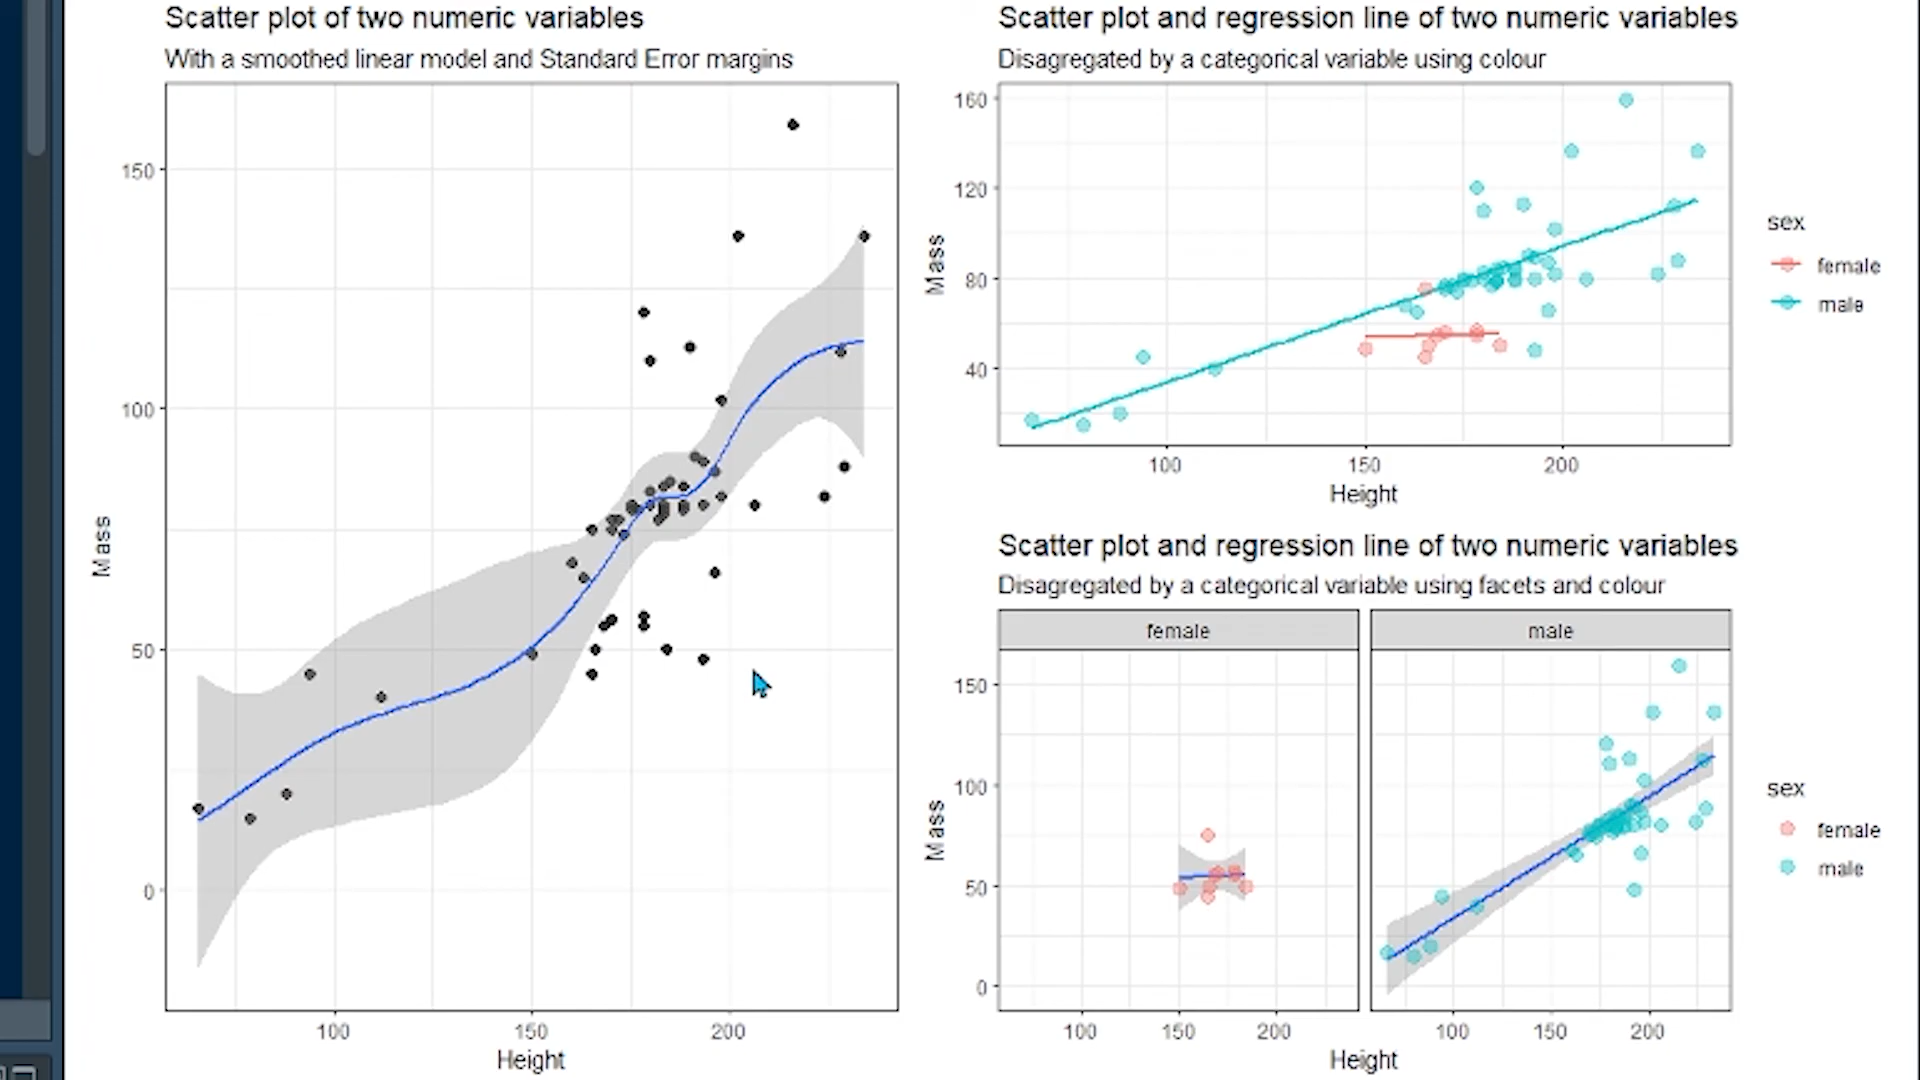 Scatter plot of two numeric variables
With a smoothed linear model and Standard Error margins
150
100
50
0
Mass
100 150 200
Height
Scatter plot and regression line of two numeric variables
Disagregated by a categorical variable using colour
160
120
80
40
Mass
100 150 200
Height
sex
female
male
Scatter plot and regression line of two numeric variables
Disagregated by a categorical variable using facets and colour
female male
150
100
50
0
Mass
100 150 200 100 150 200
Height
sex
female
male